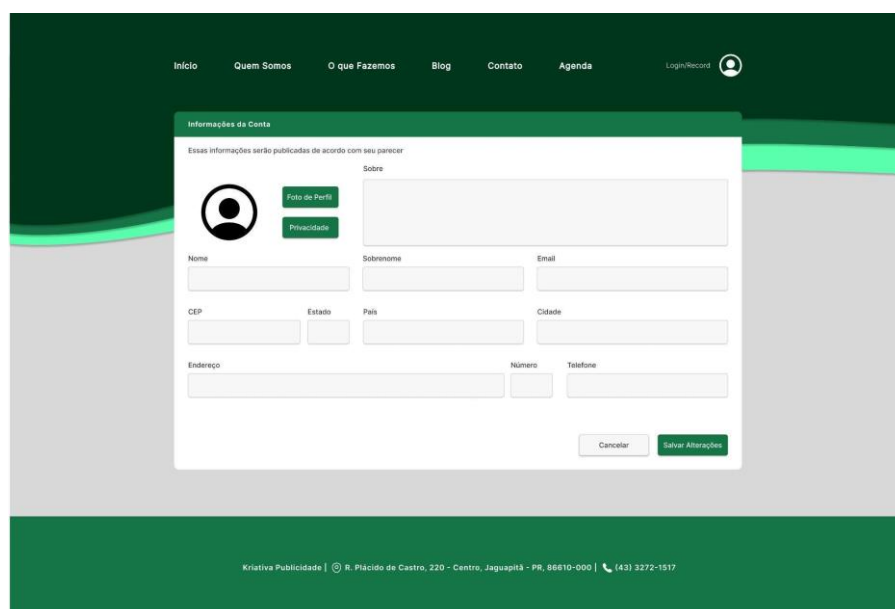 Início Quem Somos O que Fazemos Blog Contato Agenda Login/Record
Informações da Conta
Essas informações serão publicadas de acordo com seu parecer
Sobre
Foto de Perfil
Privacidade
Nome Sobrenome Email
CEP Estado País Cidade
Endereço Número Telefone
Cancelar Salvar Alterações
Kriativa Publicidade | R. Plácido de Castro, 220 - Centro, Jaguapitã - PR, 86610-000 | (43) 3272-1517